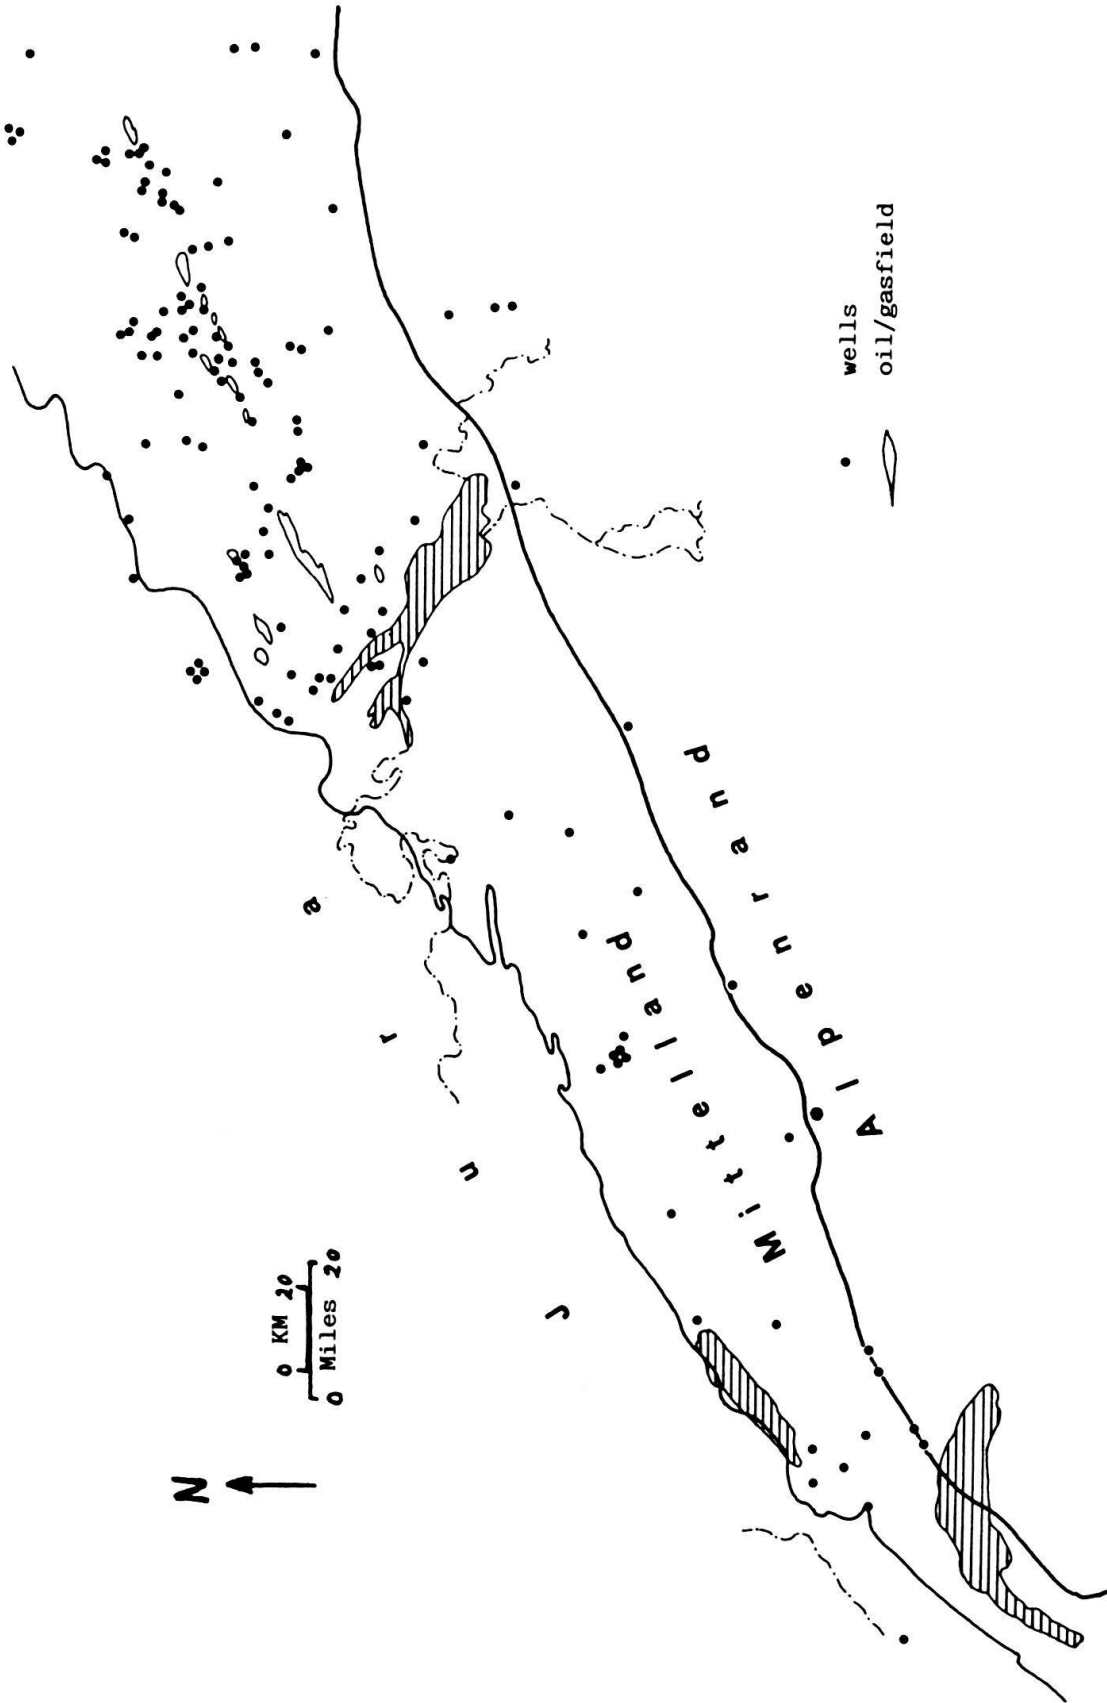 N
0 KM 20
0 Miles 20
J u r a
Mittelland
Alpenrand
wells
oil/gasfield